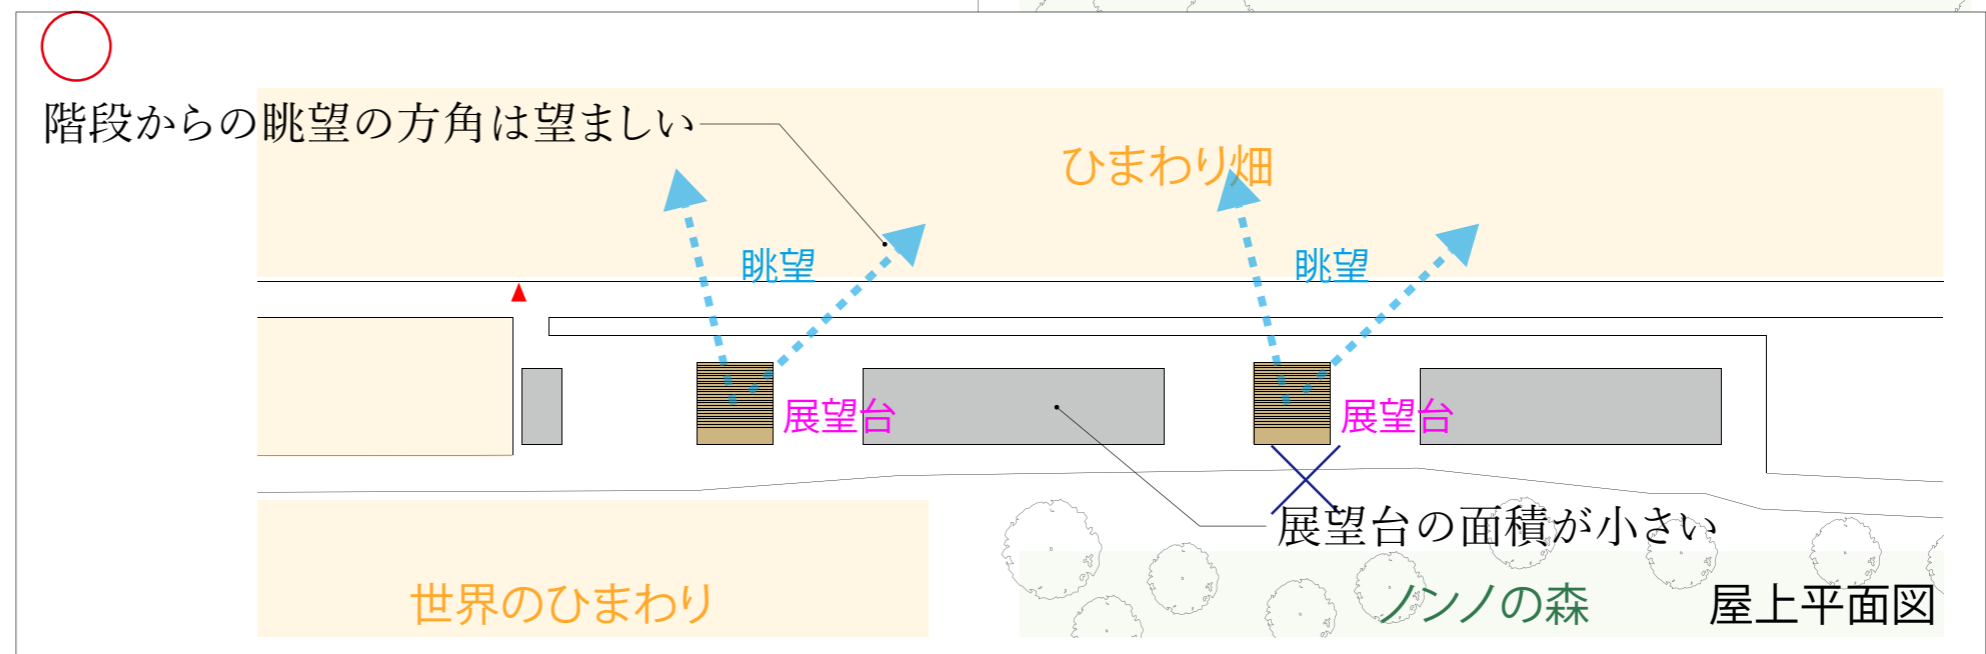 階段からの眺望の方角は望ましい
ひまわり畑
眺望
眺望
展望台
展望台
展望台の面積が小さい
世界のひまわり
ノンノの森
屋上平面図